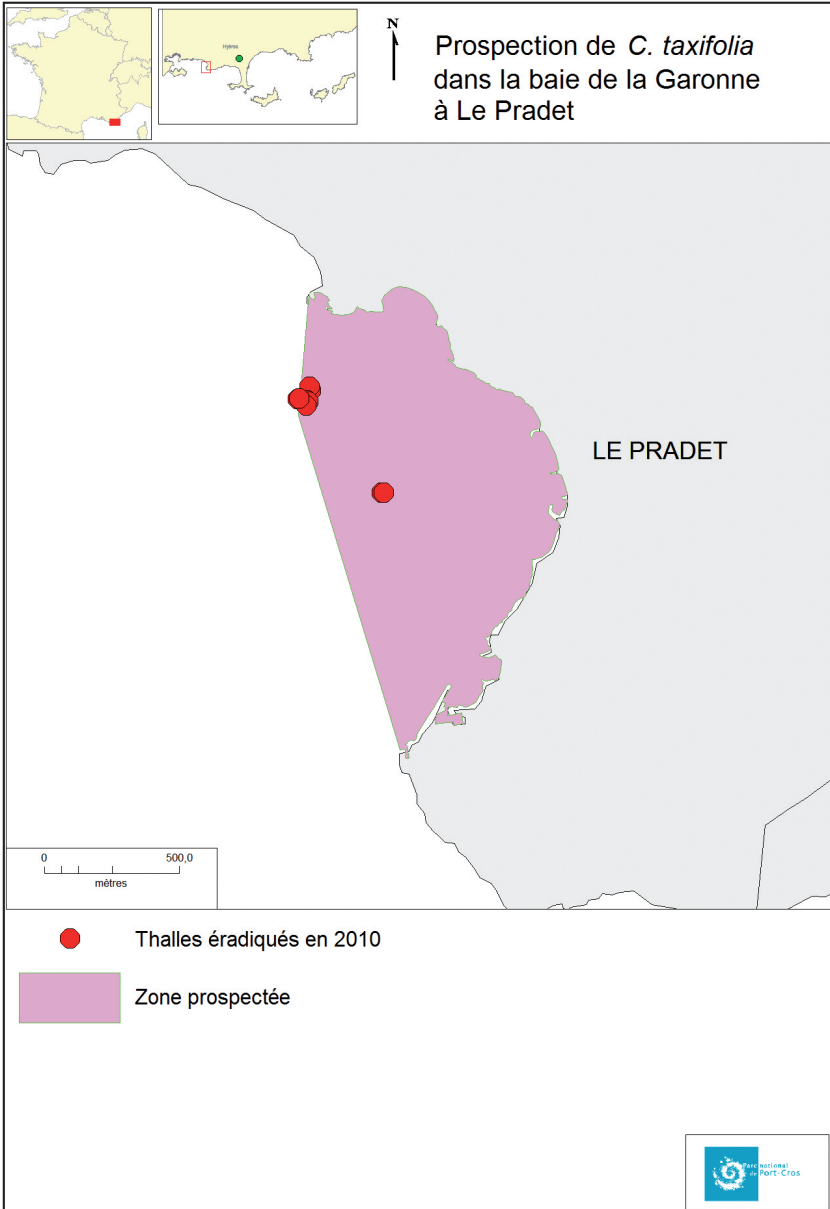 Hyères
N
Prospection de C. taxifolia
dans la baie de la Garonne
à Le Pradet
LE PRADET
0 500,0
mètres
Thalles éradiqués en 2010
Zone prospectée
Parc national
de Port-Cros